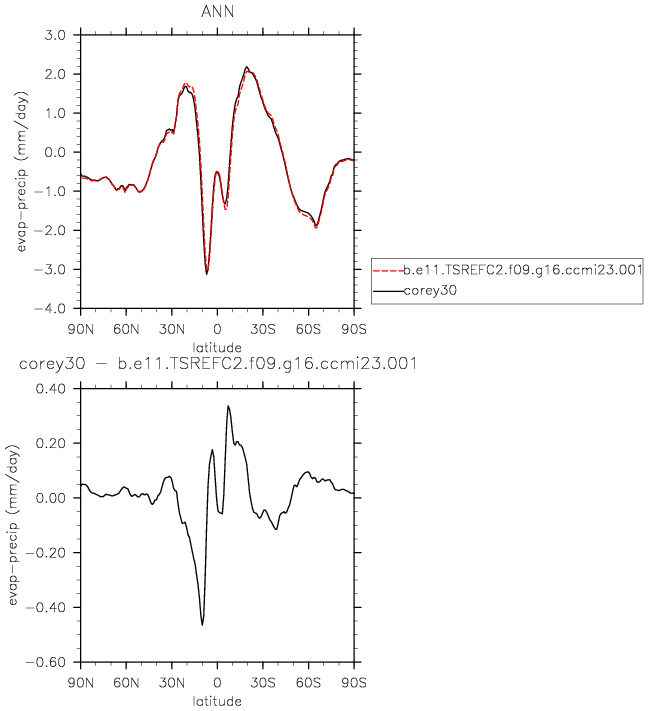 ANN
evap-precip (mm/day)
3.0
2.0
1.0
0.0
-1.0
-2.0
-3.0
-4.0
90N 60N 30N 0 30S 60S 90S
latitude
b.e11.TSREFC2.f09.g16.ccmi23.001
corey30
corey30 - b.e11.TSREFC2.f09.g16.ccmi23.001
evap-precip (mm/day)
0.40
0.20
0.00
-0.20
-0.40
-0.60
90N 60N 30N 0 30S 60S 90S
latitude